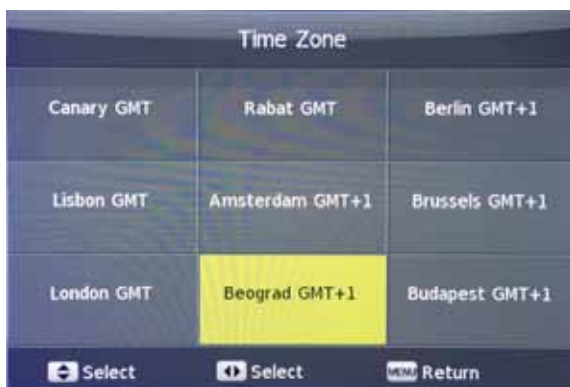 Time Zone
Canary GMT
Rabat GMT
Berlin GMT+1
Lisbon GMT
Amsterdam GMT+1
Brussels GMT+1
London GMT
Beograd GMT+1
Budapest GMT+1
Select
Select
MENU Return